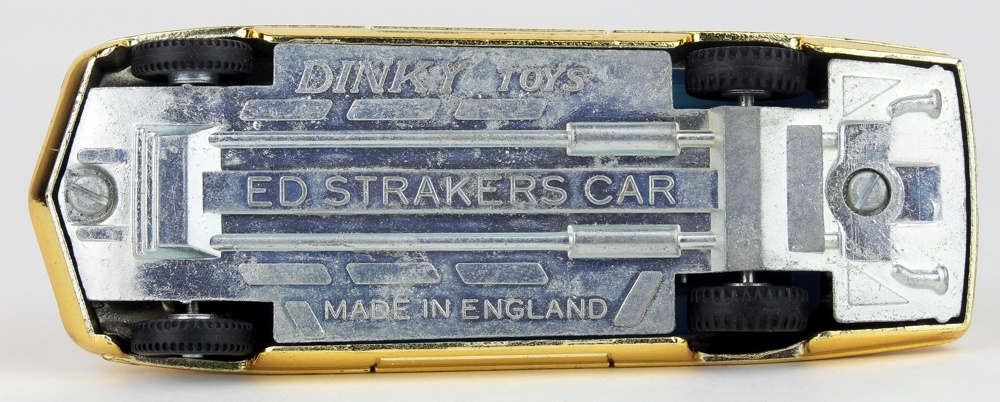 DINKY TOYS
ED STRAKERS CAR
MADE IN ENGLAND